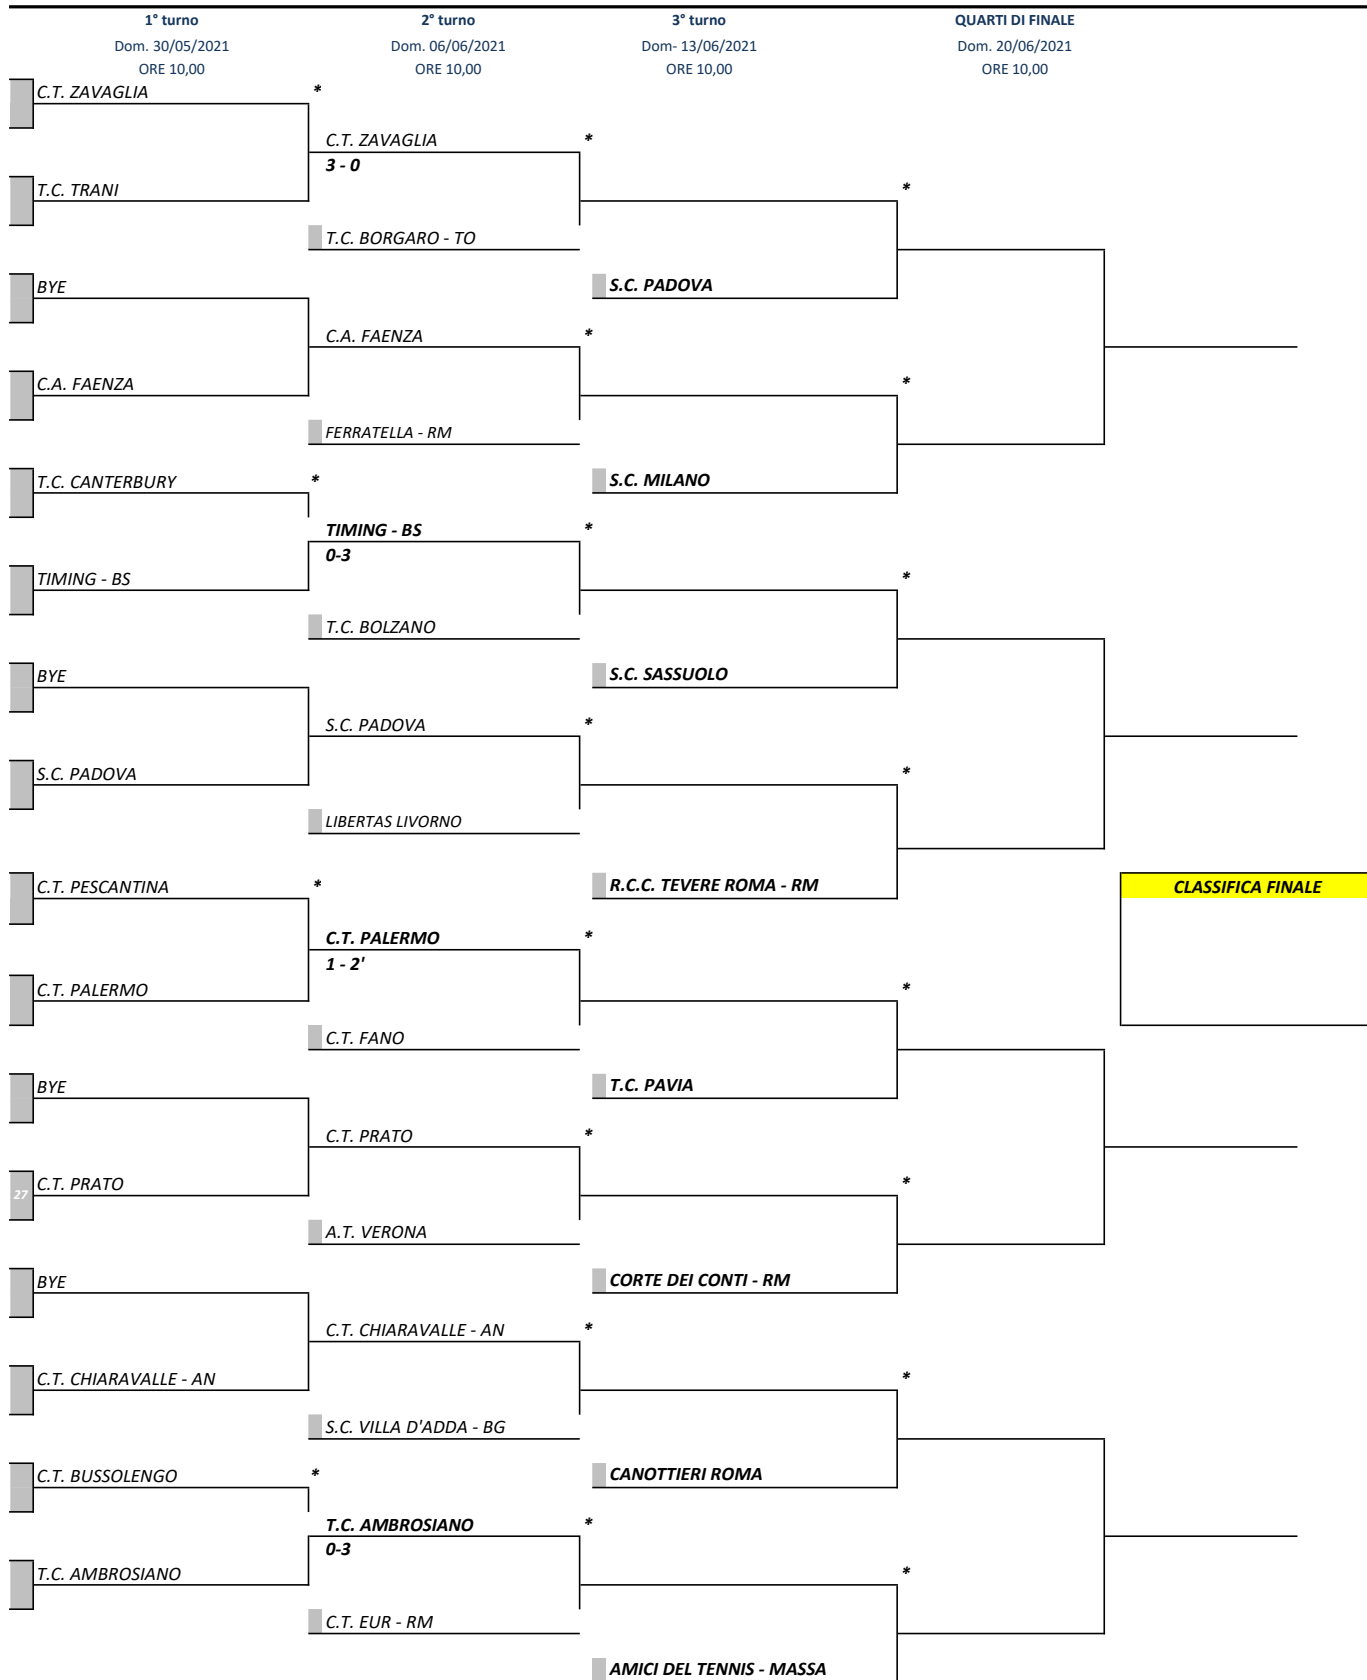 1° turno 2° turno 3° turno QUARTI DI FINALE
Dom. 30/05/2021 Dom. 06/06/2021 Dom- 13/06/2021 Dom. 20/06/2021
ORE 10,00 ORE 10,00 ORE 10,00 ORE 10,00
C.T. ZAVAGLIA *
C.T. ZAVAGLIA *
3 - 0
T.C. TRANI *
T.C. BORGARO - TO
BYE S.C. PADOVA
C.A. FAENZA *
C.A. FAENZA *
FERRATELLA - RM
T.C. CANTERBURY * S.C. MILANO
TIMING - BS *
0-3
TIMING - BS *
T.C. BOLZANO
BYE S.C. SASSUOLO
S.C. PADOVA *
S.C. PADOVA *
LIBERTAS LIVORNO
C.T. PESCANTINA * R.C.C. TEVERE ROMA - RM CLASSIFICA FINALE
C.T. PALERMO *
1 - 2'
C.T. PALERMO *
C.T. FANO
BYE T.C. PAVIA
C.T. PRATO *
27 C.T. PRATO *
A.T. VERONA
BYE CORTE DEI CONTI - RM
C.T. CHIARAVALLE - AN *
C.T. CHIARAVALLE - AN *
S.C. VILLA D'ADDA - BG
C.T. BUSSOLENGO * CANOTTIERI ROMA
T.C. AMBROSIANO *
0-3
T.C. AMBROSIANO *
C.T. EUR - RM
AMICI DEL TENNIS - MASSA